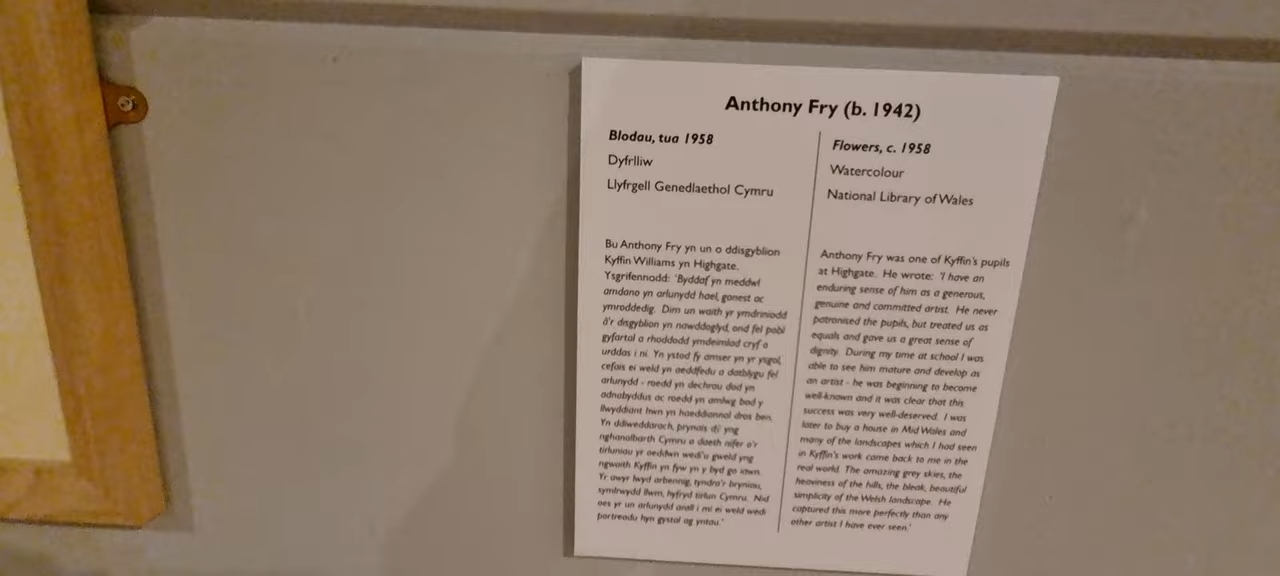 Anthony Fry (b. 1942)
Blodau, tua 1958
Dyfrlliw
Llyfrgell Genedlaethol Cymru
Bu Anthony Fry yn un o ddisgyblion
Kyffin Williams yn Highgate.
Ysgrifennodd: 'Byddaf yn meddwl
amdano yn arlunydd hael, gonest ac
ymroddedig. Dim un waith yr ymdriniodd
â'r disgyblion yn nawddoglyd, ond fel pobl
gyfartal a rhoddodd ymdeimlad cryf o
urddas i ni. Yn ystod fy amser yn yr ysgol,
cefais ei weld yn aeddfedu a datblygu fel
arlunydd - roedd yn dechrau dod yn
adnabyddus ac roedd yn amlwg bod y
llwyddiant hwn yn haeddiannol dros ben.
Yn ddiweddarach, prynais dŷ yng
nghanolbarth Cymru a daeth nifer o'r
tirluniau yr oeddwn wedi'u gweld yng
ngwaith Kyffin yn fyw yn y byd go iawn.
Yr awyr lwyd arbennig, tyndra'r bryniau,
symlrwydd llwm, hyfryd tirlun Cymru. Nid
oes yr un arlunydd arall i mi ei weld wedi
portreadu hyn gystal ag yntau.'
Flowers, c. 1958
Watercolour
National Library of Wales
Anthony Fry was one of Kyffin's pupils
at Highgate. He wrote: 'I have an
enduring sense of him as a generous,
genuine and committed artist. He never
patronised the pupils, but treated us as
equals and gave us a great sense of
dignity. During my time at school I was
able to see him mature and develop as
an artist - he was beginning to become
well-known and it was clear that this
success was very well-deserved. I was
later to buy a house in Mid Wales and
many of the landscapes which I had seen
in Kyffin's work came back to me in the
real world. The amazing grey skies, the
heaviness of the hills, the bleak, beautiful
simplicity of the Welsh landscape. He
captured this more perfectly than any
other artist I have ever seen.'